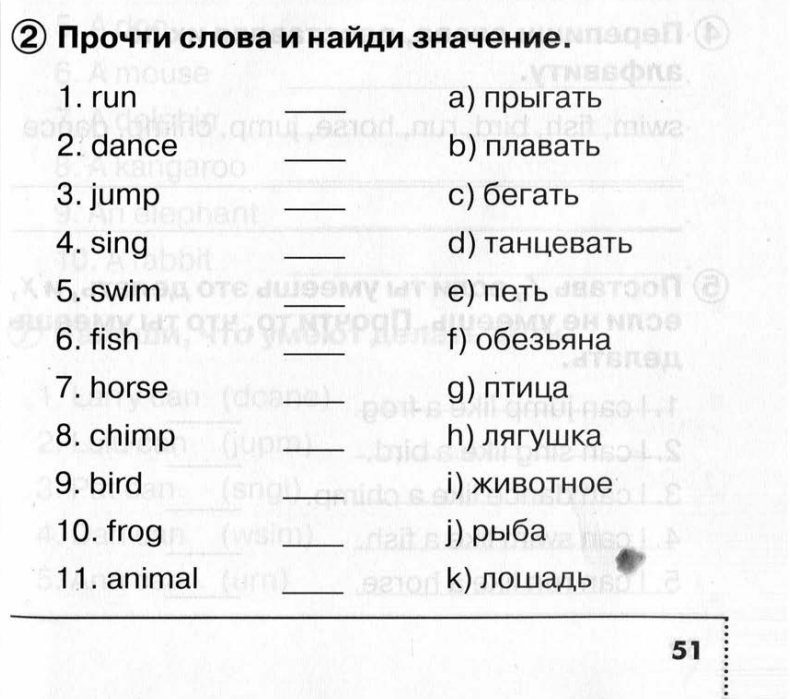 2 Прочти слова и найди значение.
1. run ____ a) прыгать
2. dance ____ b) плавать
3. jump ____ c) бегать
4. sing ____ d) танцевать
5. swim ____ e) петь
6. fish ____ f) обезьяна
7. horse ____ g) птица
8. chimp ____ h) лягушка
9. bird ____ i) животное
10. frog ____ j) рыба
11. animal ____ k) лошадь
51